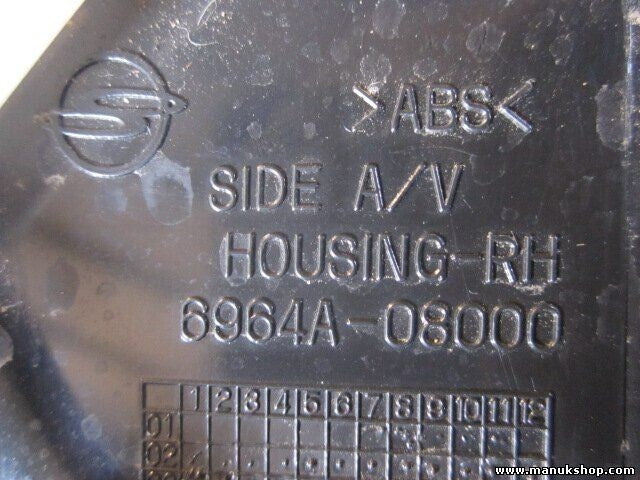 >ABS<
SIDE A/V
HOUSING-RH
6964A-08000
1 2 3 4 5 6 7 8 9 10 11 12
01
02
www.manukshop.com